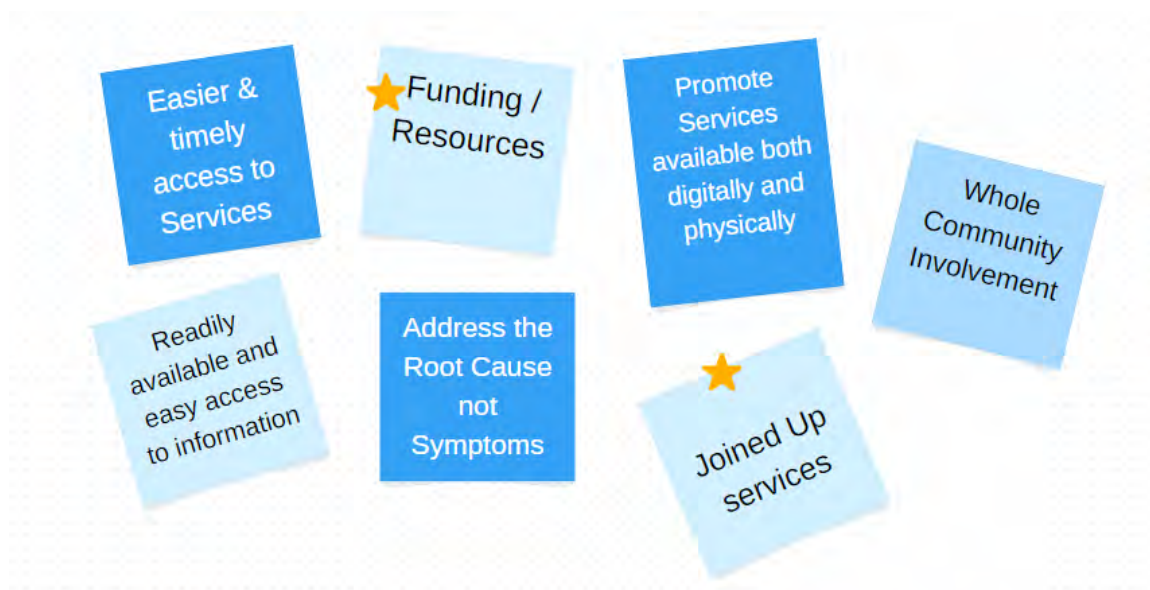 Easier &
timely
access to
Services
Funding /
Resources
Promote
Services
available both
digitally and
physically
Whole
Community
Involvement
Readily
available and
easy access
to information
Address the
Root Cause
not
Symptoms
Joined Up
services